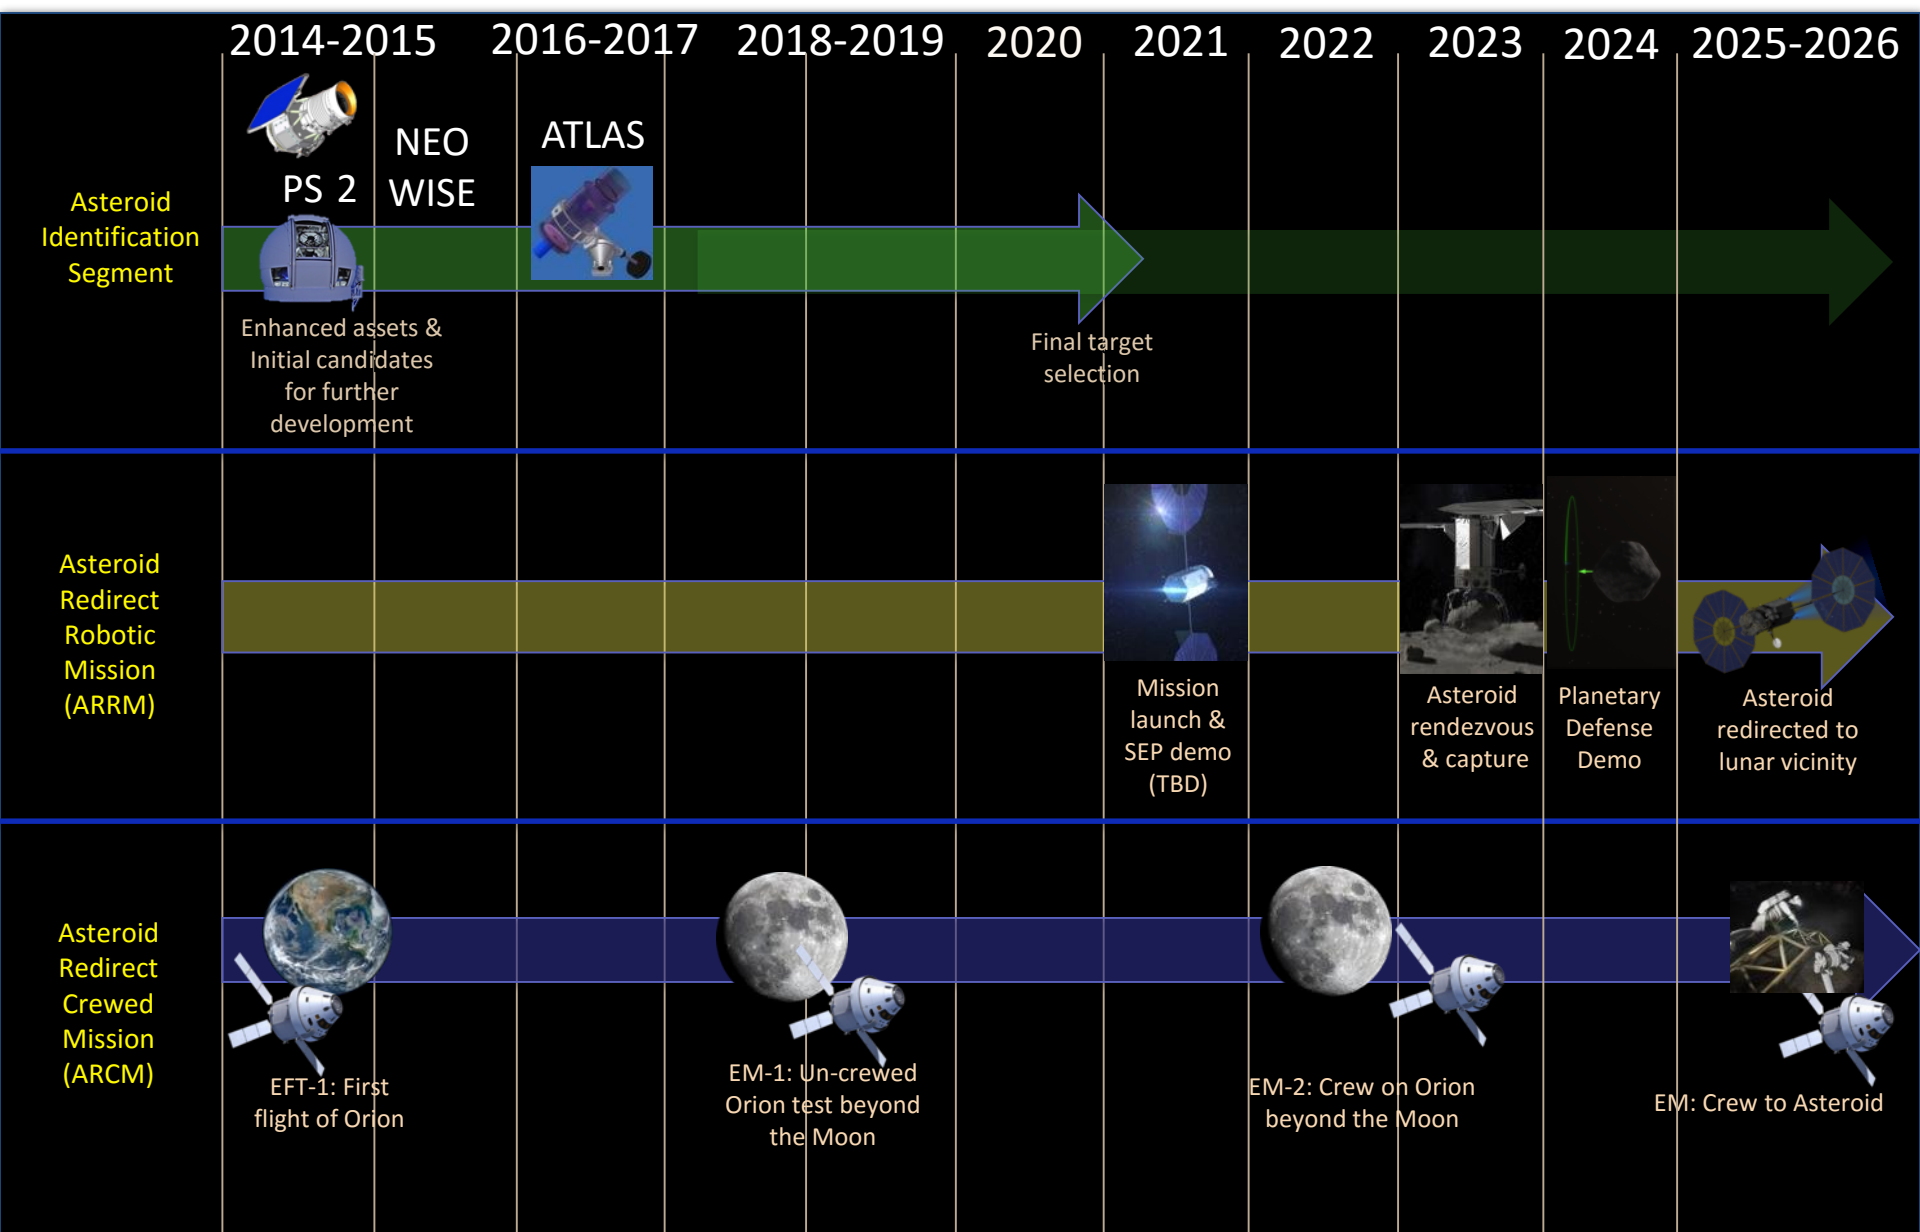 2014-2015 2016-2017 2018-2019 2020 2021 2022 2023 2024 2025-2026
Asteroid
Identification
Segment
PS 2
NEO
WISE
ATLAS
Enhanced assets &
Initial candidates
for further
development
Final target
selection
Asteroid
Redirect
Robotic
Mission
(ARRM)
Mission
launch &
SEP demo
(TBD)
Asteroid
rendezvous
& capture
Planetary
Defense
Demo
Asteroid
redirected to
lunar vicinity
Asteroid
Redirect
Crewed
Mission
(ARCM)
EFT-1: First
flight of Orion
EM-1: Un-crewed
Orion test beyond
the Moon
EM-2: Crew on Orion
beyond the Moon
EM: Crew to Asteroid